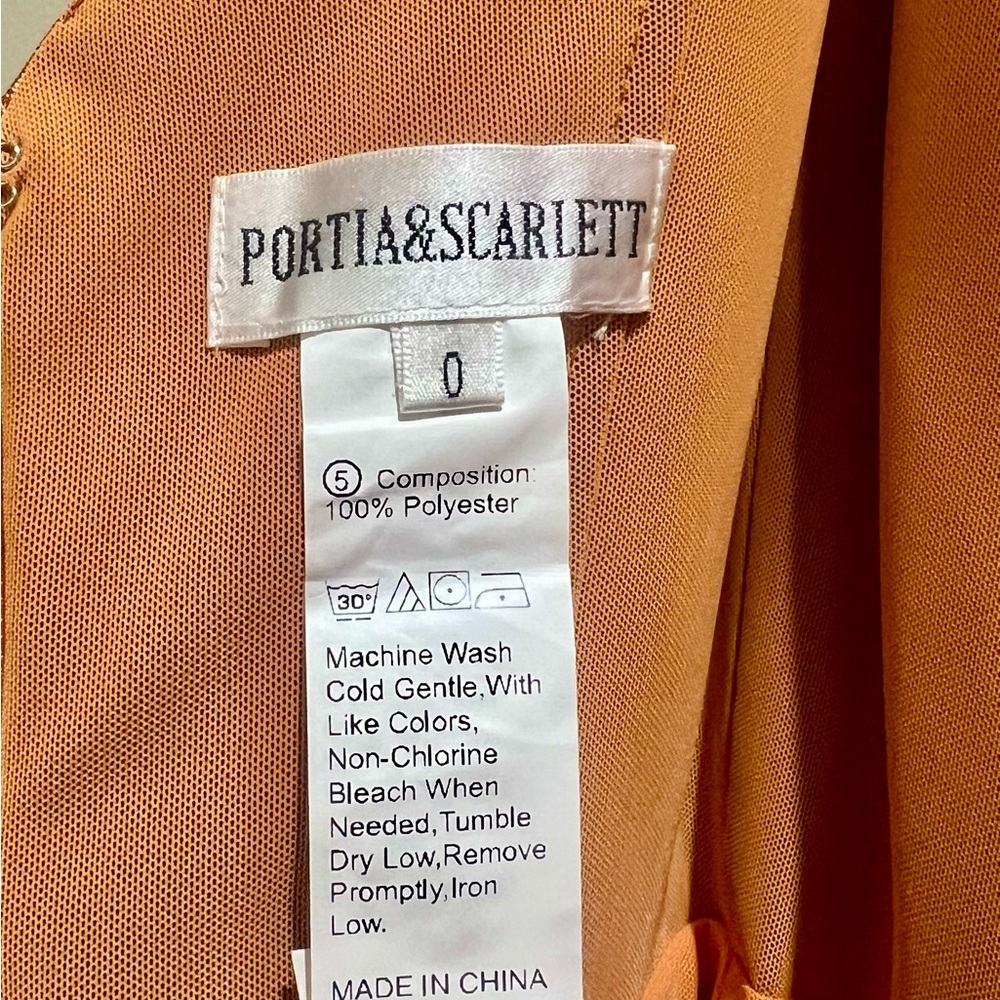 PORTIA&SCARLETT
0
⑤ Composition:
100% Polyester
30°
Machine Wash
Cold Gentle,With
Like Colors,
Non-Chlorine
Bleach When
Needed,Tumble
Dry Low,Remove
Promptly,Iron
Low.
MADE IN CHINA